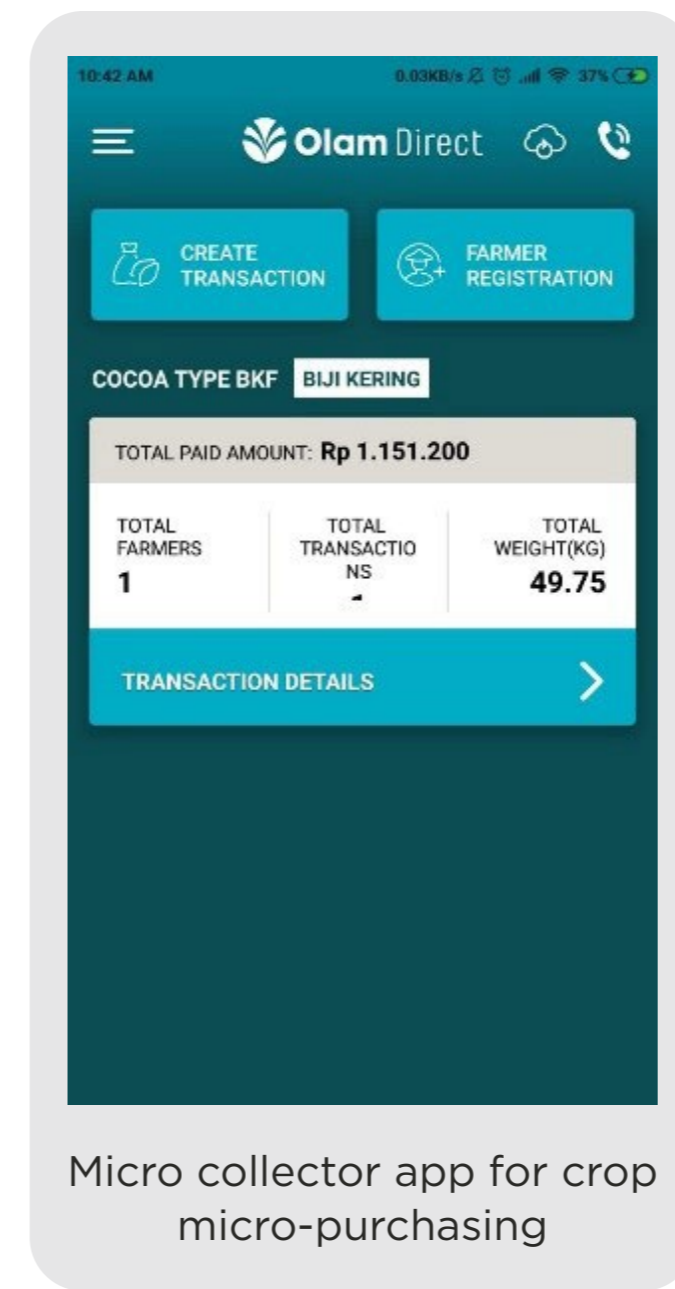 10:42 AM 0.03KB/s 37%
Olam Direct
CREATE
TRANSACTION
FARMER
REGISTRATION
COCOA TYPE BKF BIJI KERING
TOTAL PAID AMOUNT: Rp 1.151.200
TOTAL
FARMERS
1
TOTAL
TRANSACTIO
NS
TOTAL
WEIGHT(KG)
49.75
TRANSACTION DETAILS
Micro collector app for crop
micro-purchasing